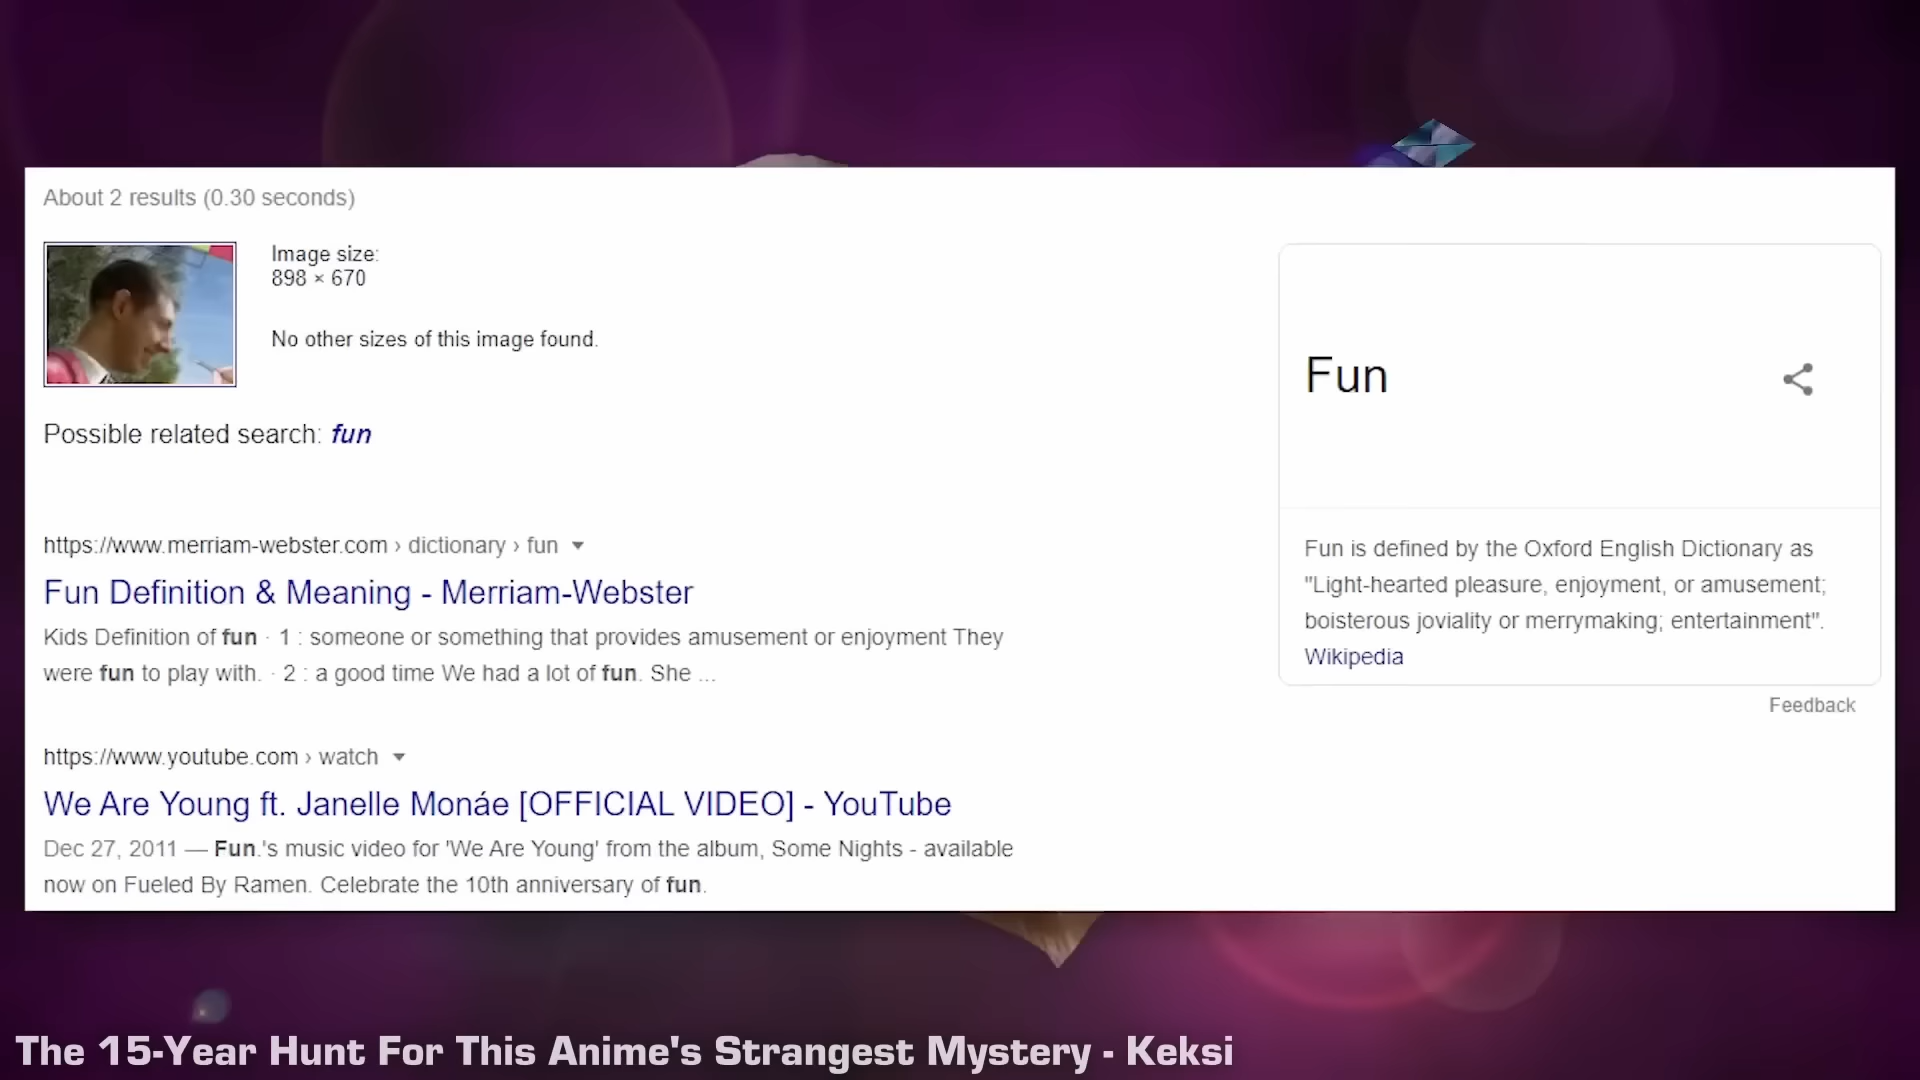 About 2 results (0.30 seconds)
Image size:
898 × 670
No other sizes of this image found.
Possible related search: fun
https://www.merriam-webster.com › dictionary › fun
Fun Definition & Meaning - Merriam-Webster
Kids Definition of fun · 1 : someone or something that provides amusement or enjoyment They
were fun to play with. · 2 : a good time We had a lot of fun. She ...
https://www.youtube.com › watch
We Are Young ft. Janelle Monáe [OFFICIAL VIDEO] - YouTube
Dec 27, 2011 — Fun.'s music video for 'We Are Young' from the album, Some Nights - available
now on Fueled By Ramen. Celebrate the 10th anniversary of fun.
Fun
Fun is defined by the Oxford English Dictionary as
"Light-hearted pleasure, enjoyment, or amusement;
boisterous joviality or merrymaking; entertainment".
Wikipedia
Feedback
The 15-Year Hunt For This Anime's Strangest Mystery - Keksi